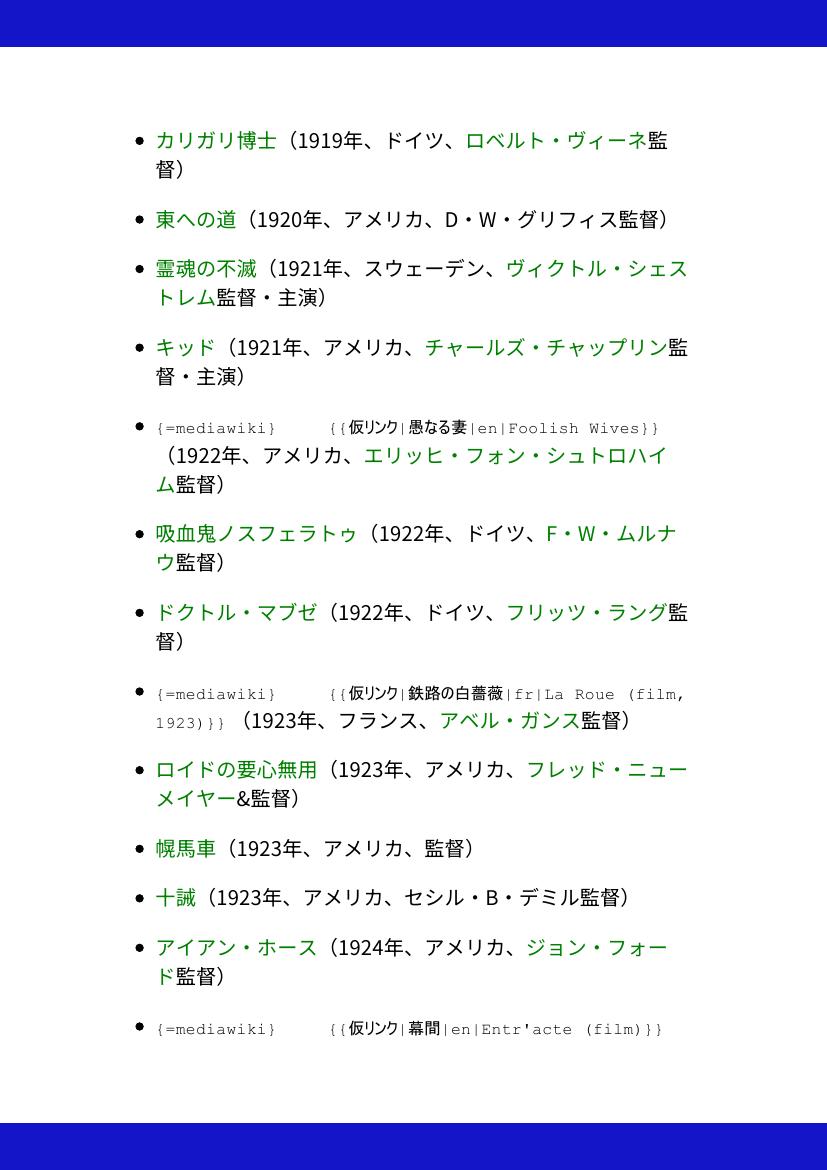 • カリガリ博士（1919年、ドイツ、ロベルト・ヴィーネ監
督）
• 東への道（1920年、アメリカ、D・W・グリフィス監督）
• 霊魂の不滅（1921年、スウェーデン、ヴィクトル・シェス
トレム監督・主演）
• キッド（1921年、アメリカ、チャールズ・チャップリン監
督・主演）
• {=mediawiki} {{仮リンク|愚なる妻|en|Foolish Wives}}
（1922年、アメリカ、エリッヒ・フォン・シュトロハイ
ム監督）
• 吸血鬼ノスフェラトゥ（1922年、ドイツ、F・W・ムルナ
ウ監督）
• ドクトル・マブゼ（1922年、ドイツ、フリッツ・ラング監
督）
• {=mediawiki} {{仮リンク|鉄路の白薔薇|fr|La Roue (film,
1923)}}（1923年、フランス、アベル・ガンス監督）
• ロイドの要心無用（1923年、アメリカ、フレッド・ニュー
メイヤー&監督）
• 幌馬車（1923年、アメリカ、監督）
• 十誡（1923年、アメリカ、セシル・B・デミル監督）
• アイアン・ホース（1924年、アメリカ、ジョン・フォー
ド監督）
• {=mediawiki} {{仮リンク|幕間|en|Entr'acte (film)}}